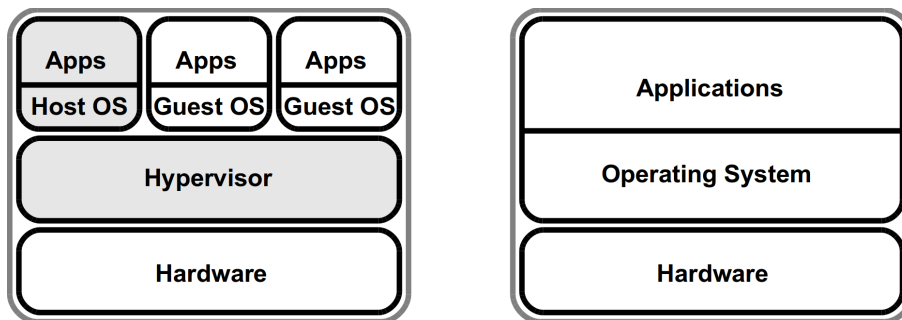 Apps Apps Apps
Host OS Guest OS Guest OS
Hypervisor
Hardware
Applications
Operating System
Hardware